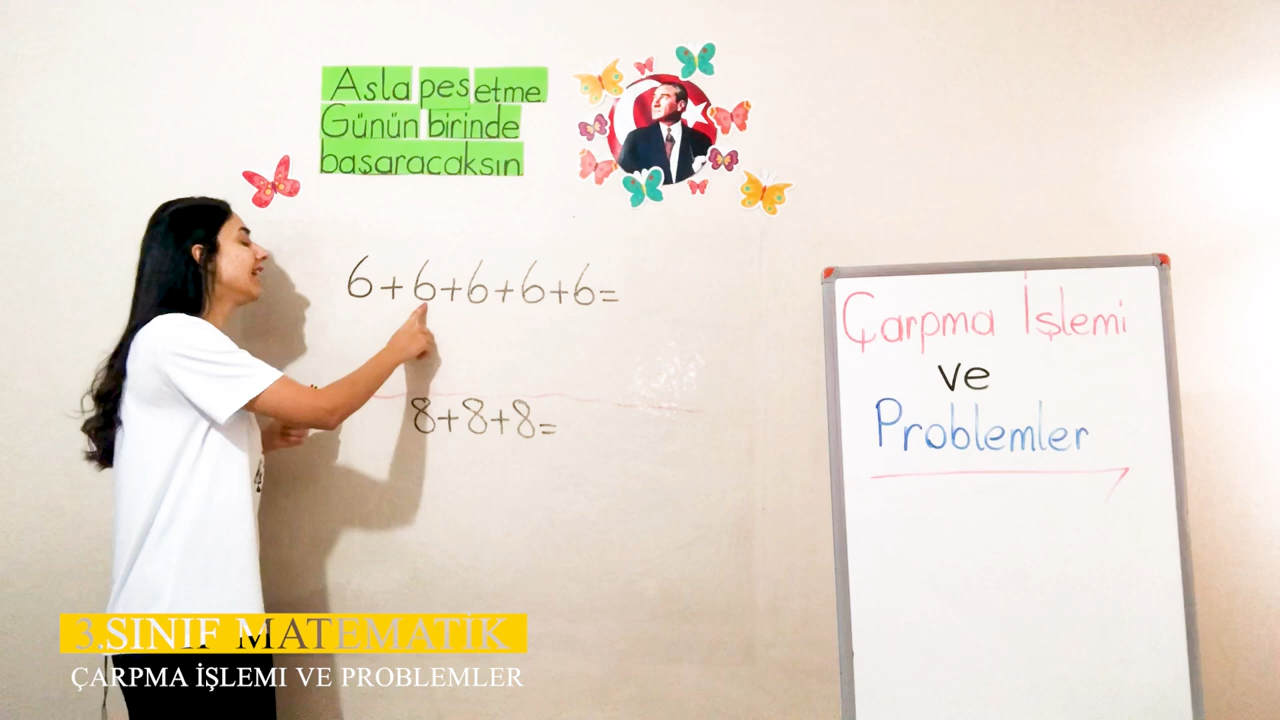 Asla pes etme.
Günün birinde
başaracaksın.
6+6+6+6+6=
8+8+8=
Çarpma İşlemi
ve
Problemler
3.SINIF MATEMATİK
ÇARPMA İŞLEMİ VE PROBLEMLER